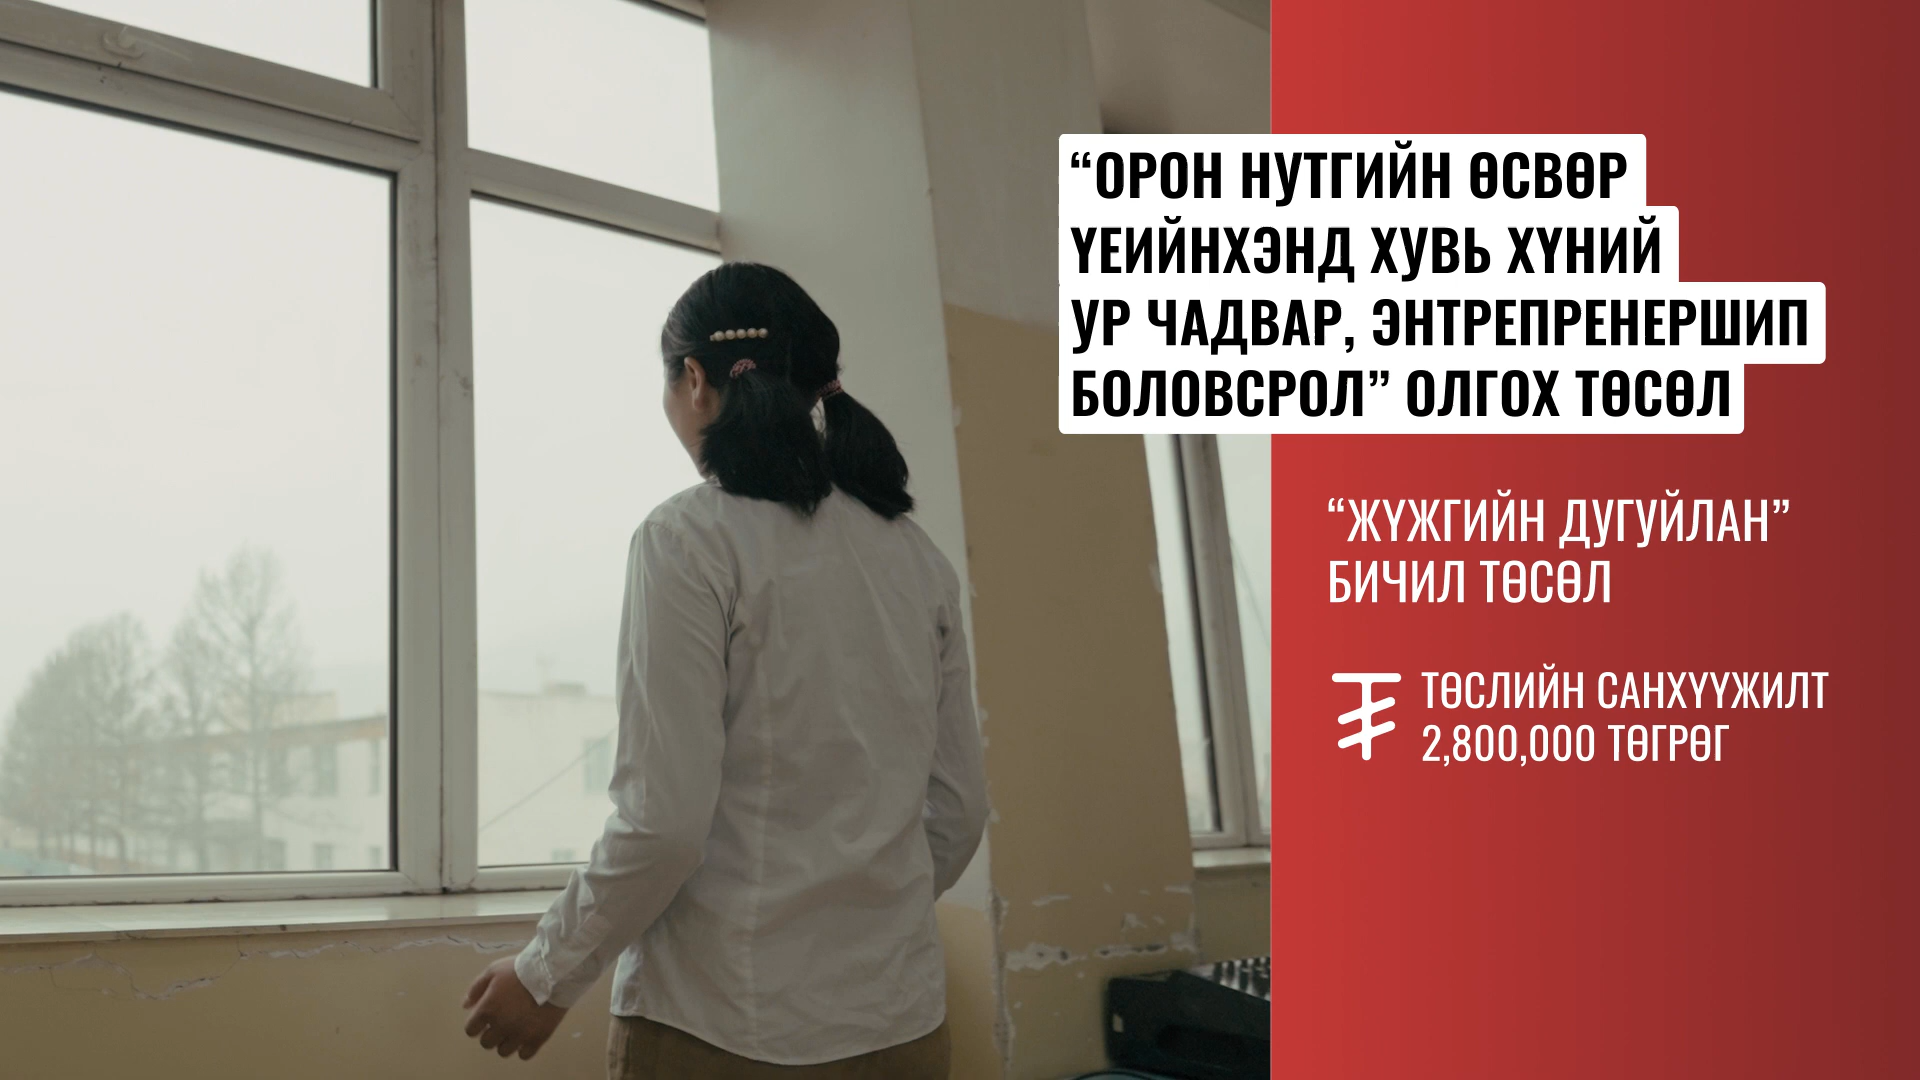 “ОРОН НУТГИЙН ӨСВӨР
ҮЕИЙНХЭНД ХУВЬ ХҮНИЙ
УР ЧАДВАР, ЭНТРЕПРЕНЕРШИП
БОЛОВСРОЛ” ОЛГОХ ТӨСӨЛ
“ЖҮЖГИЙН ДУГУЙЛАН”
БИЧИЛ ТӨСӨЛ
₮ ТӨСЛИЙН САНХҮҮЖИЛТ
2,800,000 ТӨГРӨГ